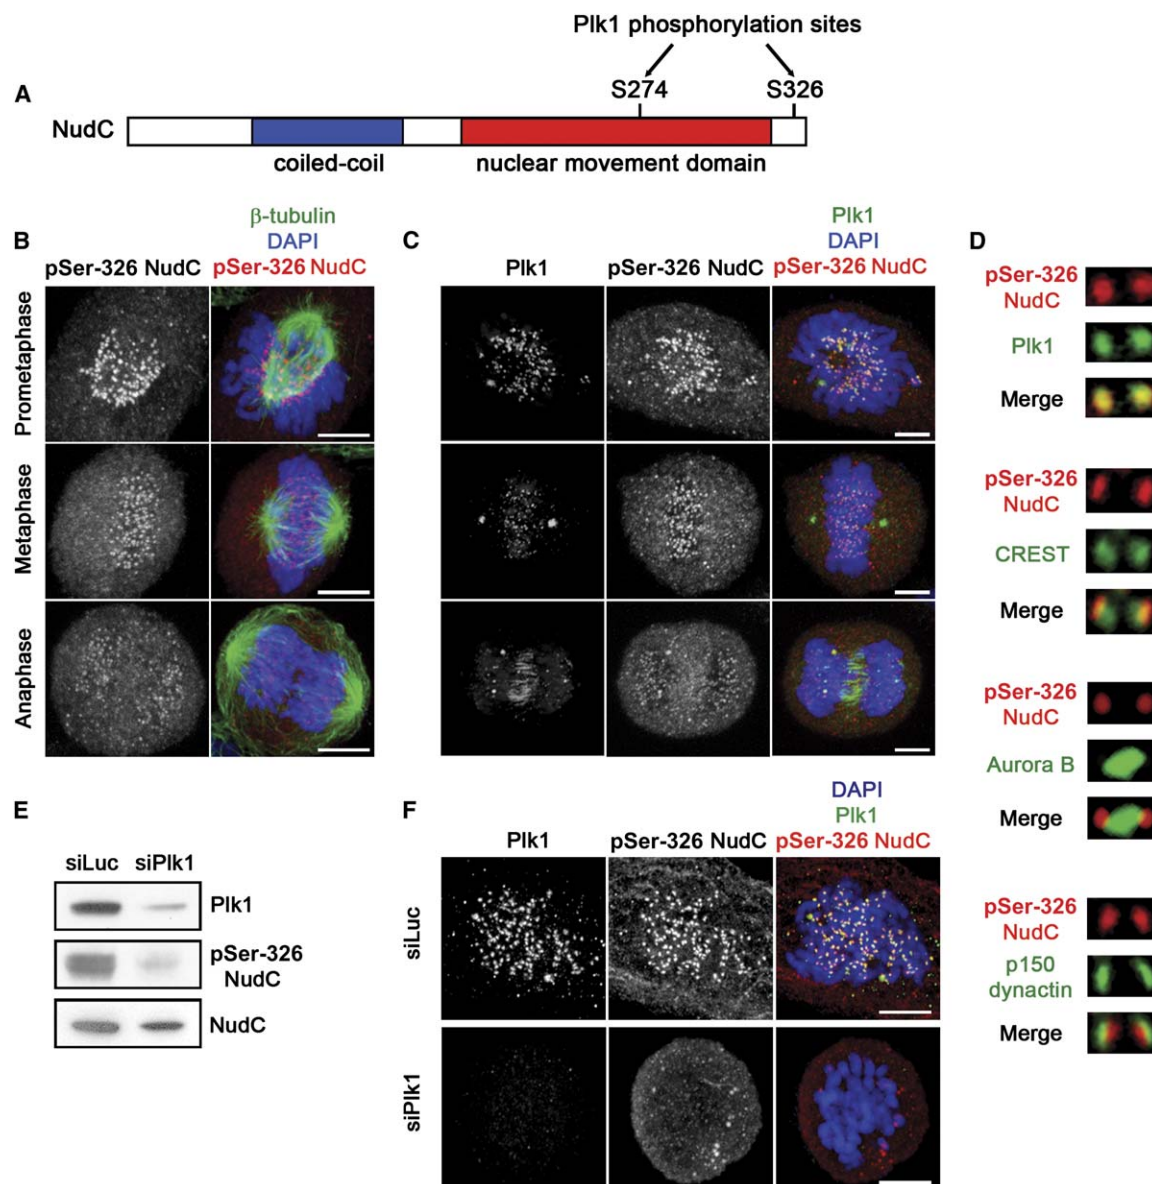 Plk1 phosphorylation sites
A
S274
S326
NudC
coiled-coil
nuclear movement domain
B
β-tubulin
DAPI
pSer-326 NudC
pSer-326 NudC
Prometaphase
Metaphase
Anaphase
C
Plk1
DAPI
Plk1
pSer-326 NudC
pSer-326 NudC
D
pSer-326
NudC
Plk1
Merge
pSer-326
NudC
CREST
Merge
pSer-326
NudC
Aurora B
Merge
pSer-326
NudC
p150
dynactin
Merge
E
siLuc
siPlk1
Plk1
pSer-326
NudC
NudC
F
DAPI
Plk1
Plk1
pSer-326 NudC
pSer-326 NudC
siLuc
siPlk1